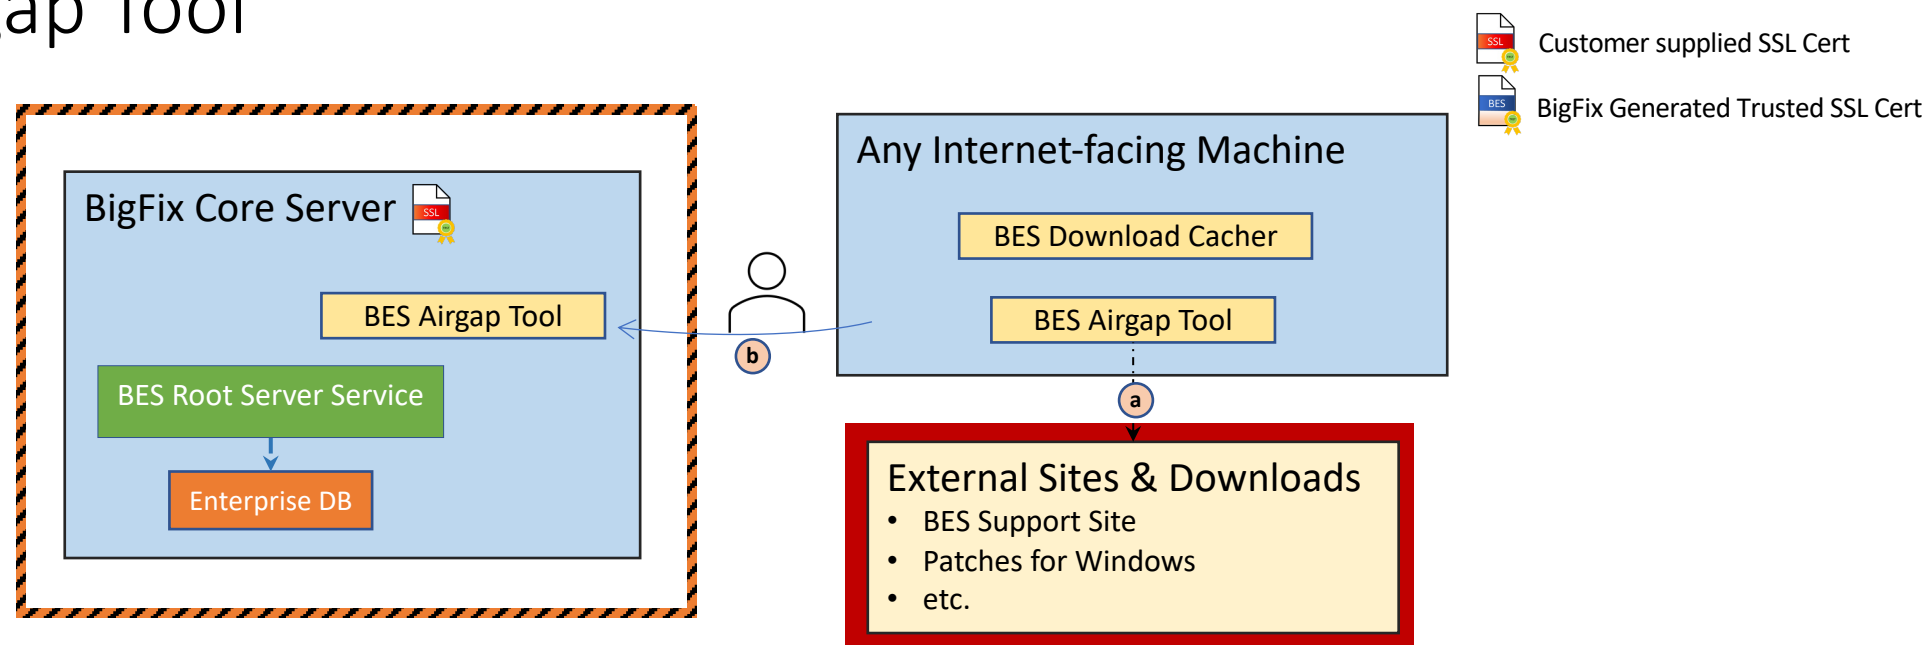 Tool
SSL
Customer supplied SSL Cert
BES
BigFix Generated Trusted SSL Cert
BigFix Core Server
SSL
BES Airgap Tool
BES Root Server Service
Enterprise DB
b
Any Internet-facing Machine
BES Download Cacher
BES Airgap Tool
a
External Sites & Downloads
• BES Support Site
• Patches for Windows
• etc.